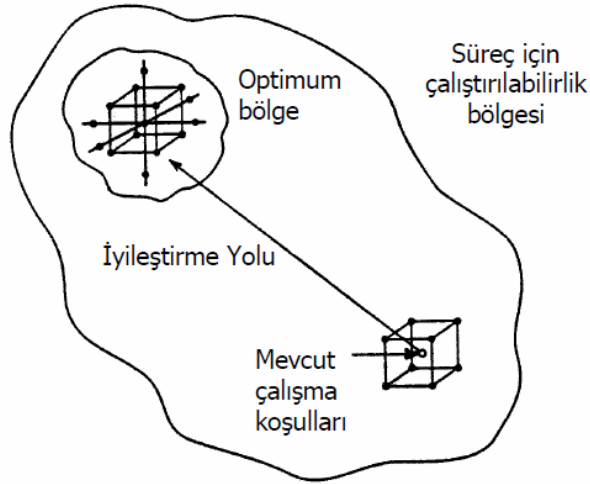 Süreç için
çalıştırılabilirlik
bölgesi
Optimum
bölge
İyileştirme Yolu
Mevcut
çalışma
koşulları